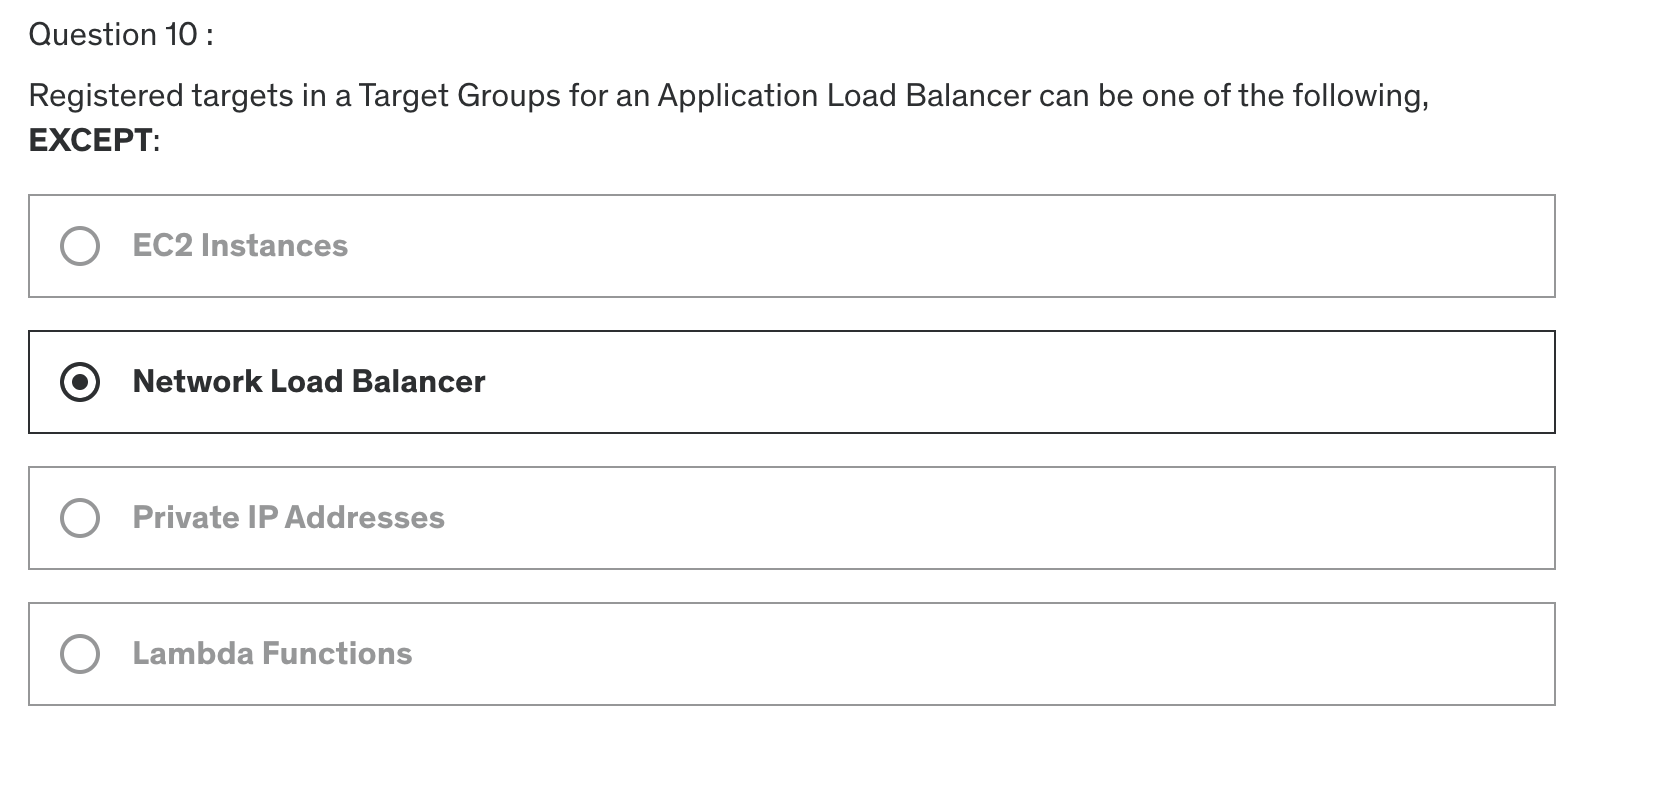 Question 10 :
Registered targets in a Target Groups for an Application Load Balancer can be one of the following,
EXCEPT:
EC2 Instances
Network Load Balancer
Private IP Addresses
Lambda Functions